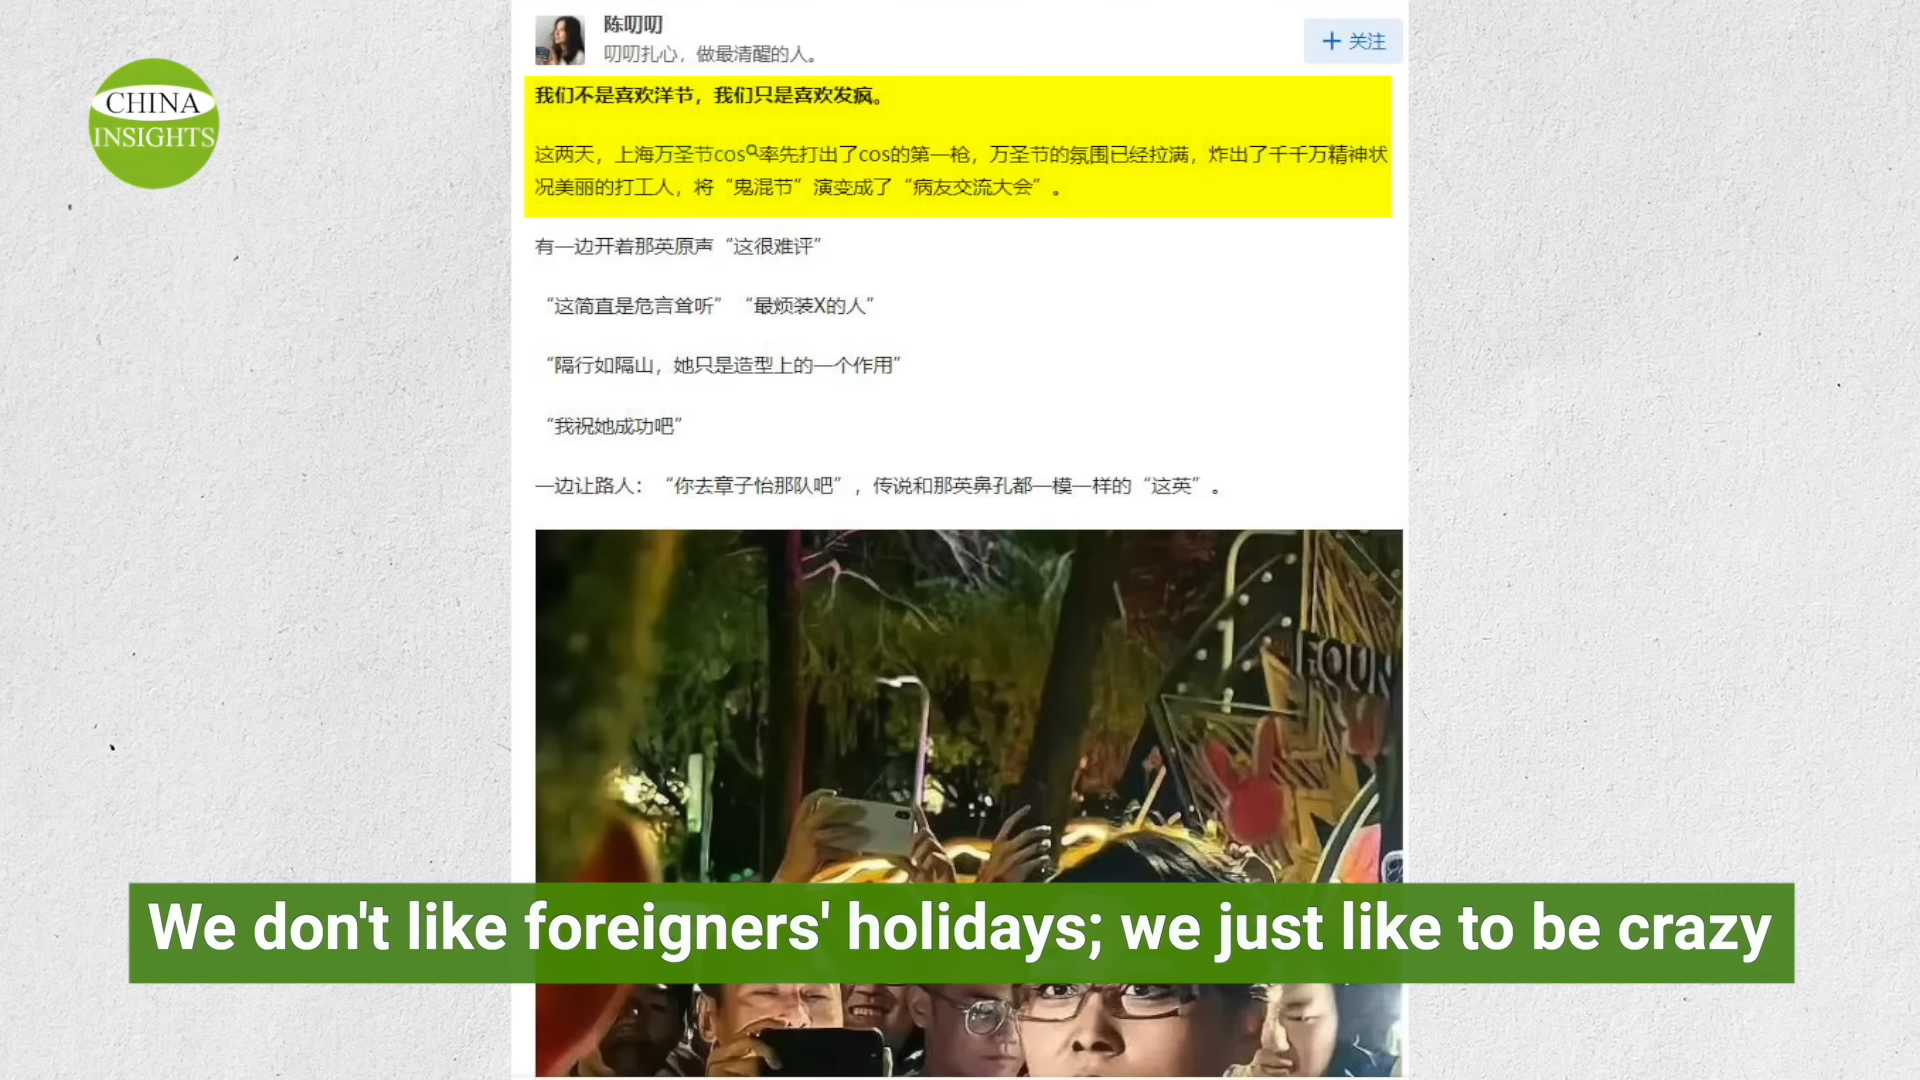 CHINA
INSIGHTS
陈叨叨
叨叨扎心，做最清醒的人。
+ 关注
我们不是喜欢洋节，我们只是喜欢发疯。
这两天，上海万圣节cos率先打出了cos的第一枪，万圣节的氛围已经拉满，炸出了千千万精神状
况美丽的打工人，将“鬼混节”演变成了“病友交流大会”。
有一边开着那英原声“这很难评”
“这简直是危言耸听” “最烦装X的人”
“隔行如隔山，她只是造型上的一个作用”
“我祝她成功吧”
一边让路人：“你去章子怡那队吧”，传说和那英鼻孔都一模一样的“这英”。
FOUN
We don't like foreigners' holidays; we just like to be crazy